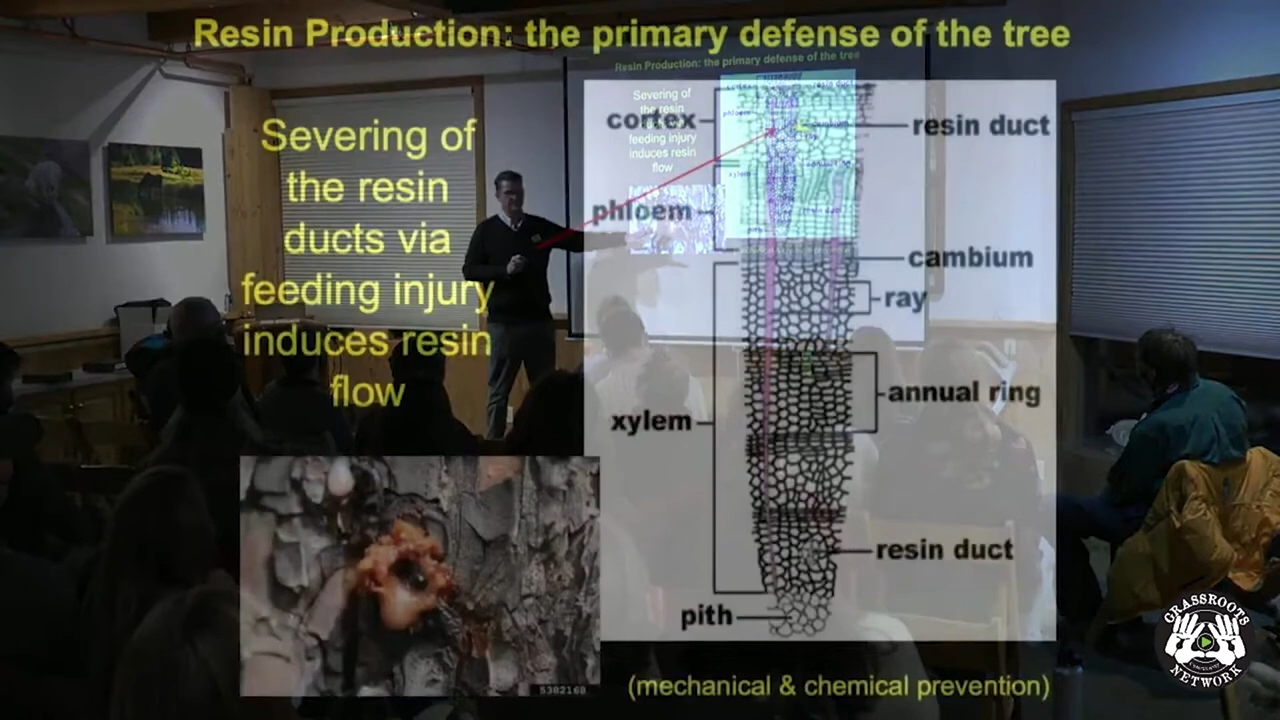 Resin Production: the primary defense of the tree
Resin Production: the primary defense of the tree
Severing of
the resin
ducts via
feeding injury
induces resin
flow
Severing of
the resin
feeding injury
induces resin
flow
cortex
phloem
xylem
pith
resin duct
cambium
ray
annual ring
resin duct
5382168
(mechanical & chemical prevention)
GRASSROOTS
NETWORK